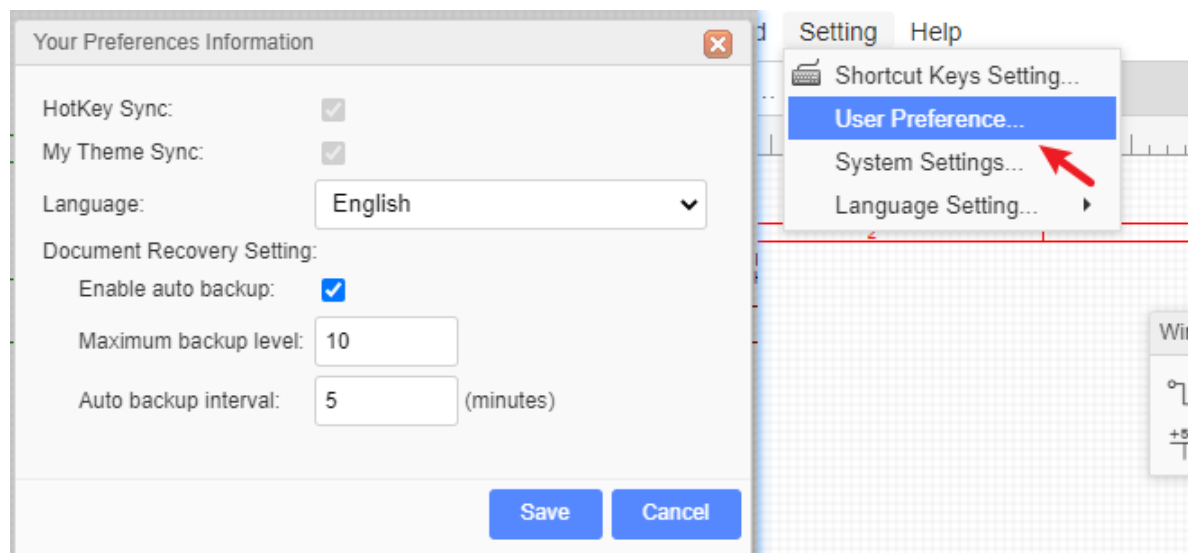 Your Preferences Information
HotKey Sync:
My Theme Sync:
Language:
English
Document Recovery Setting:
Enable auto backup:
Maximum backup level: 10
Auto backup interval: 5 (minutes)
Save Cancel
Setting Help
Shortcut Keys Setting...
User Preference...
System Settings...
Language Setting...
2